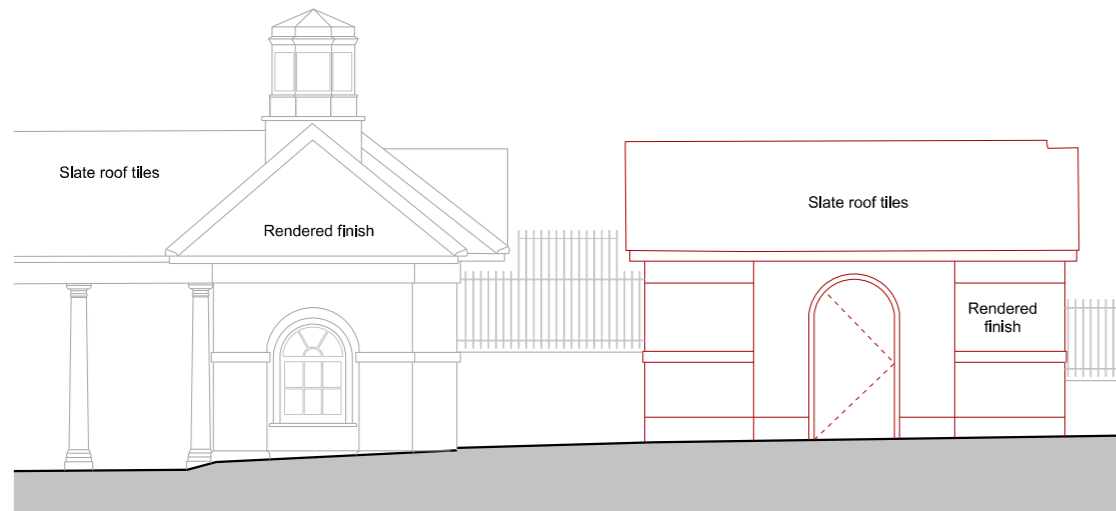 Slate roof tiles
Rendered finish
Slate roof tiles
Rendered
finish